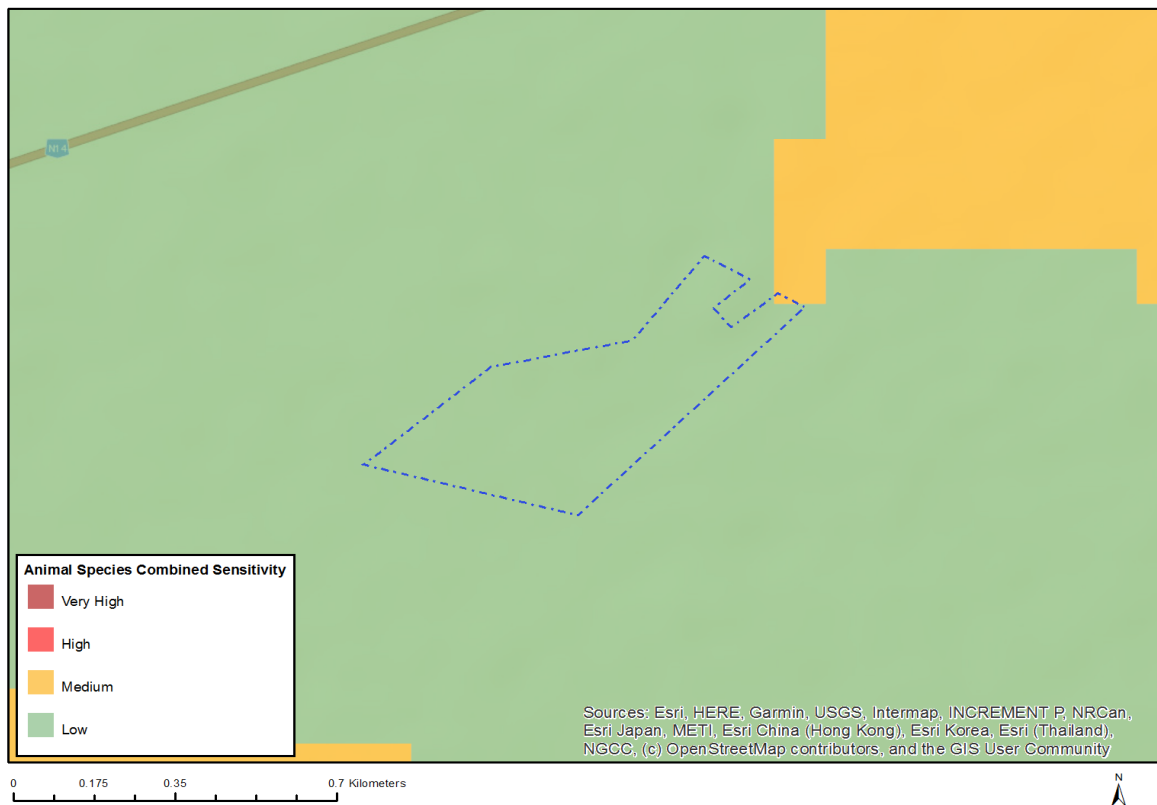 N14
Animal Species Combined Sensitivity
Very High
High
Medium
Low
Sources: Esri, HERE, Garmin, USGS, Intermap, INCREMENT P, NRCan,
Esri Japan, METI, Esri China (Hong Kong), Esri Korea, Esri (Thailand),
NGCC, (c) OpenStreetMap contributors, and the GIS User Community
0 0.175 0.35 0.7 Kilometers
N